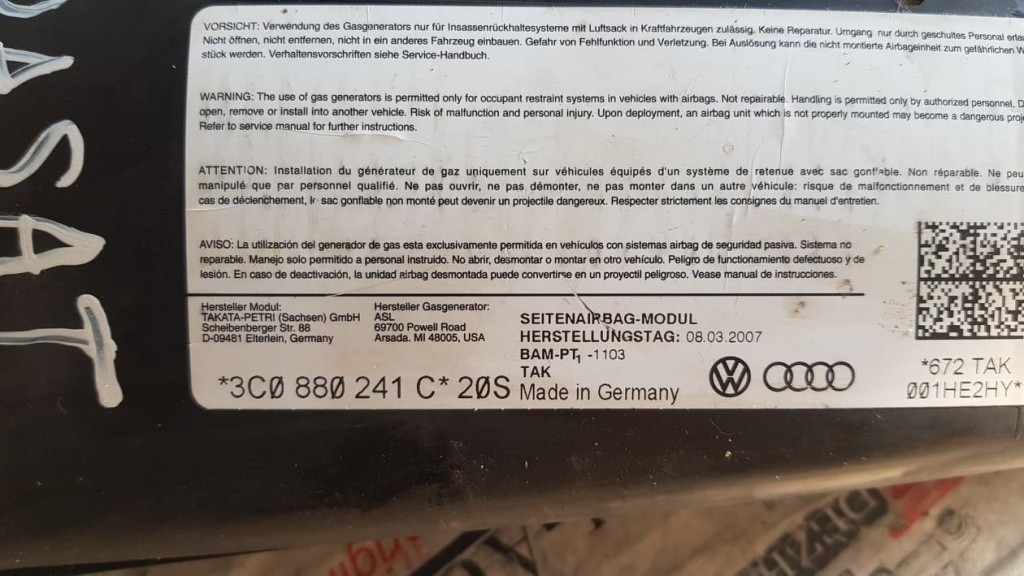 VORSICHT: Verwendung des Gasgenerators nur für Insassenrückhaltesysteme mit Luftsack in Kraftfahrzeugen zulässig. Keine Reparatur. Umgang nur durch geschultes Personal
Nicht öffnen, nicht entfernen, nicht in ein anderes Fahrzeug einbauen. Gefahr von Fehlfunktion und Verletzung. Bei Auslösung kann die nicht montierte Airbageinheit zum gefährlichen
stück werden. Verhaltensvorschriften siehe Service-Handbuch.
WARNING: The use of gas generators is permitted only for occupant restraint systems in vehicles with airbags. Not repairable. Handling is permitted only by authorized personnel.
open, remove or install into another vehicle. Risk of malfunction and personal injury. Upon deployment, an airbag unit which is not properly mounted may become a dangerous
Refer to service manual for further instructions.
ATTENTION: Installation du générateur de gaz uniquement sur véhicules équipés d'un système de retenue avec sac gonflable. Non réparable. Ne
manipulé que par personnel qualifié. Ne pas ouvrir, ne pas démonter, ne pas monter dans un autre véhicule: risque de malfonctionnement et de
cas de déclenchement, le sac gonflable non monté peut devenir un projectile dangereux. Respecter strictement les consignes du manuel d'entretien.
AVISO: La utilización del generador de gas esta exclusivamente permitida en vehículos con sistemas airbag de seguridad pasiva. Sistema no
reparable. Manejo solo permitido a personal instruido. No abrir, desmontar o montar en otro vehículo. Peligro de funcionamiento defectuoso y de
lesión. En caso de deactivación, la unidad airbag desmontada puede convertirse en un proyectil peligroso. Vease manual de instrucciones.
Hersteller Modul:
TAKATA-PETRI (Sachsen) GmbH
Scheibenberger Str. 88
D-09481 Elterlein, Germany
Hersteller Gasgenerator:
ASL
69700 Powell Road
Arsada. MI 48005, USA
SEITENAIRBAG-MODUL
HERSTELLUNGSTAG: 08.03.2007
BAM-PT1 -1103
TAK
Made in Germany
*3C0 880 241 C* 20S
*672 TAK
001HE2HY*
ASAT